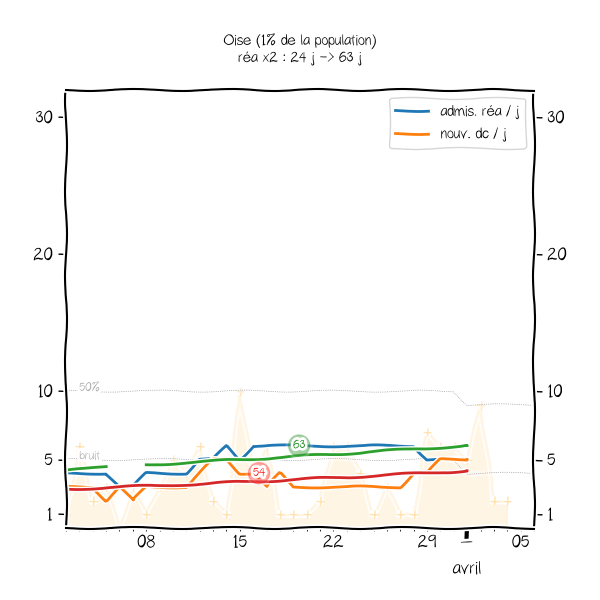 Oise (1% de la population)
réa x2 : 24 j -> 63 j
admis. réa / j
nouv. dc / j
30 30
20 20
50%
10 10
63
bruit
5 5
54
1 1
08 15 22 29 1 05
avril